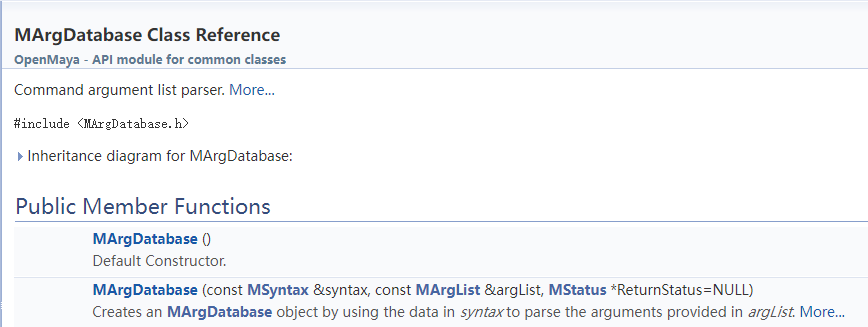 MArgDatabase Class Reference
OpenMaya - API module for common classes
Command argument list parser. More...
#include <MArgDatabase.h>
Inheritance diagram for MArgDatabase:
Public Member Functions
MArgDatabase ()
Default Constructor.
MArgDatabase (const MSyntax &syntax, const MArgList &argList, MStatus *ReturnStatus=NULL)
Creates an MArgDatabase object by using the data in syntax to parse the arguments provided in argList. More...